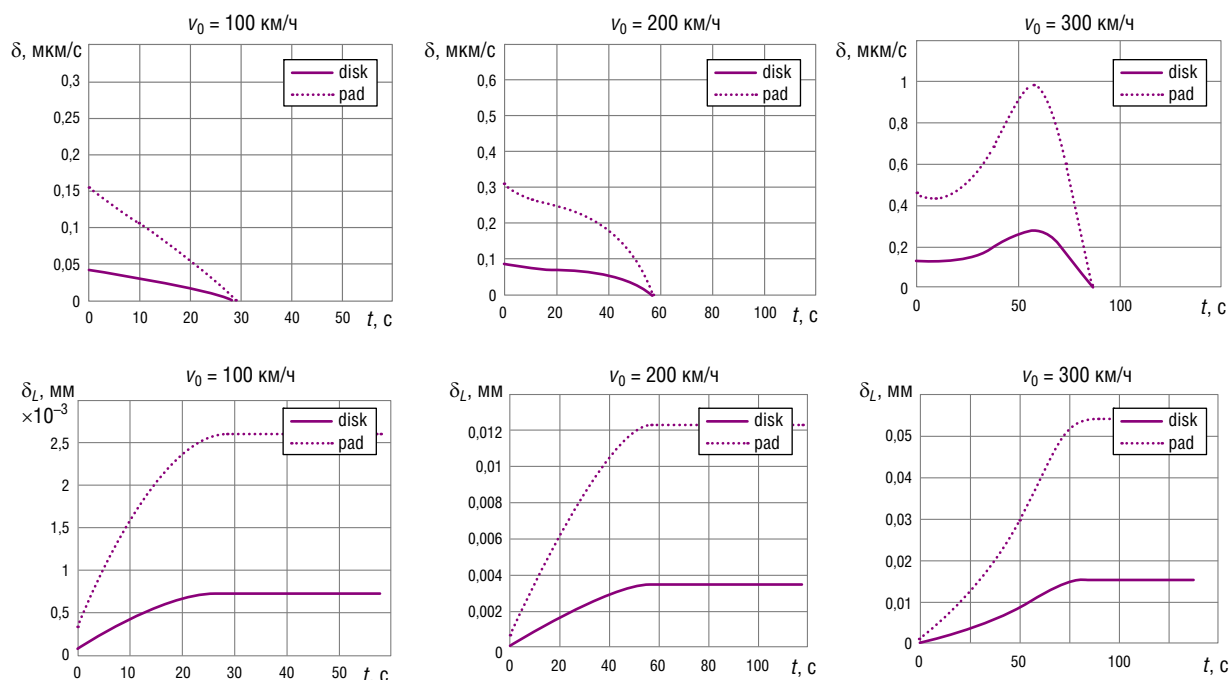 v₀ = 100 км/ч
δ, мкм/с
0,3
0,25
0,2
0,15
0,1
0,05
0
disk
pad
0 10 20 30 40 50 t, с
v₀ = 200 км/ч
δ, мкм/с
0,6
0,5
0,4
0,3
0,2
0,1
0
disk
pad
0 20 40 60 80 100 t, с
v₀ = 300 км/ч
δ, мкм/с
1
0,8
0,6
0,4
0,2
0
disk
pad
0 50 100 t, с
v₀ = 100 км/ч
δL, мм
×10⁻³
2,5
2
1,5
1
0,5
0
disk
pad
0 10 20 30 40 50 t, с
v₀ = 200 км/ч
δL, мм
0,012
0,01
0,008
0,006
0,004
0,002
0
disk
pad
0 20 40 60 80 100 t, с
v₀ = 300 км/ч
δL, мм
0,05
0,04
0,03
0,02
0,01
0
disk
pad
0 50 100 t, с